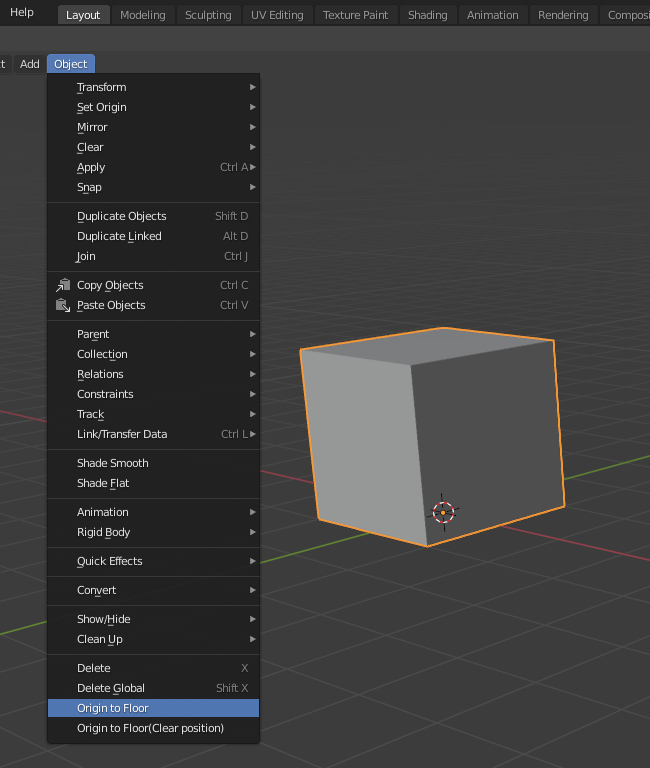 Help Layout Modeling Sculpting UV Editing Texture Paint Shading Animation Rendering
Add Object
Transform
Set Origin
Mirror
Clear
Apply Ctrl A
Snap
Duplicate Objects Shift D
Duplicate Linked Alt D
Join Ctrl J
Copy Objects Ctrl C
Paste Objects Ctrl V
Parent
Collection
Relations
Constraints
Track
Link/Transfer Data Ctrl L
Shade Smooth
Shade Flat
Animation
Rigid Body
Quick Effects
Convert
Show/Hide
Clean Up
Delete X
Delete Global Shift X
Origin to Floor
Origin to Floor(Clear position)